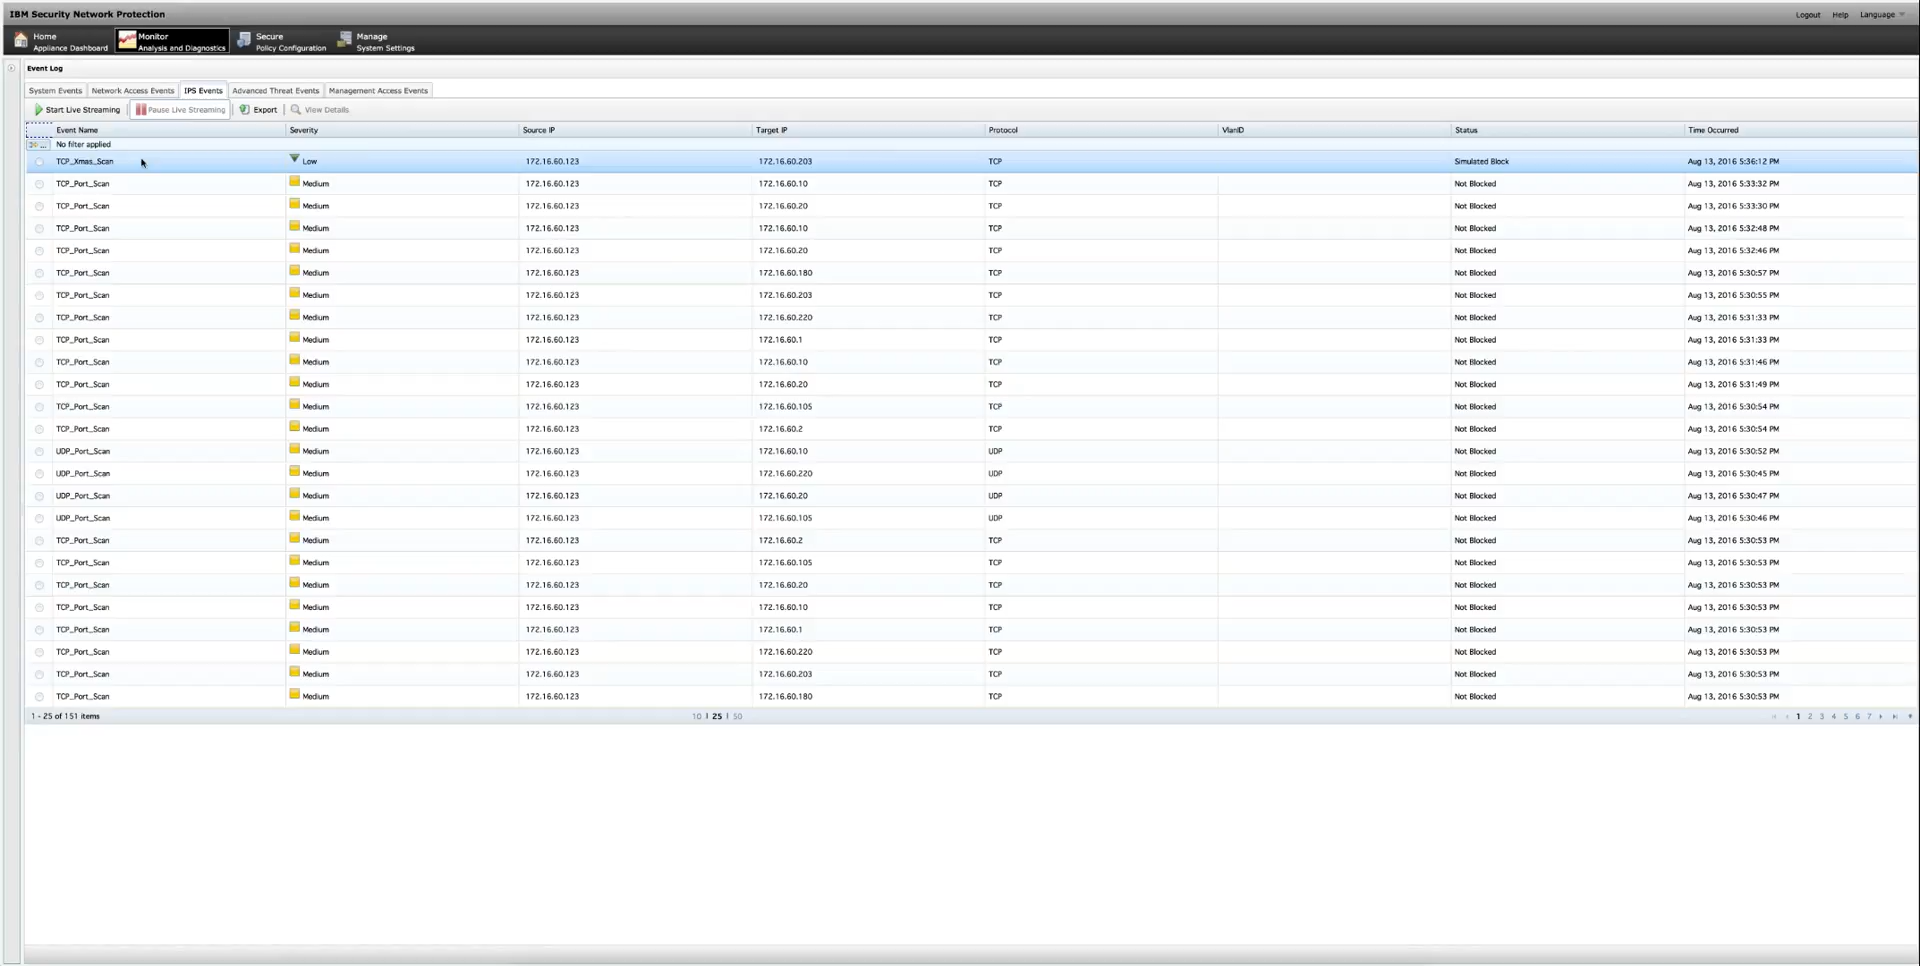 IBM Security Network Protection
Logout Help Language
Home Appliance Dashboard
Monitor Analysis and Diagnostics
Secure Policy Configuration
Manage System Settings
Event Log
System Events Network Access Events IPS Events Advanced Threat Events Management Access Events
Start Live Streaming Pause Live Streaming Export View Details
Event Name Severity Source IP Target IP Protocol VlanID Status Time Occurred
No filter applied
TCP_Xmas_Scan Low 172.16.60.123 172.16.60.203 TCP Simulated Block Aug 13, 2016 5:36:12 PM
TCP_Port_Scan Medium 172.16.60.123 172.16.60.10 TCP Not Blocked Aug 13, 2016 5:33:32 PM
TCP_Port_Scan Medium 172.16.60.123 172.16.60.20 TCP Not Blocked Aug 13, 2016 5:33:30 PM
TCP_Port_Scan Medium 172.16.60.123 172.16.60.10 TCP Not Blocked Aug 13, 2016 5:32:48 PM
TCP_Port_Scan Medium 172.16.60.123 172.16.60.20 TCP Not Blocked Aug 13, 2016 5:32:46 PM
TCP_Port_Scan Medium 172.16.60.123 172.16.60.180 TCP Not Blocked Aug 13, 2016 5:30:57 PM
TCP_Port_Scan Medium 172.16.60.123 172.16.60.203 TCP Not Blocked Aug 13, 2016 5:30:55 PM
TCP_Port_Scan Medium 172.16.60.123 172.16.60.220 TCP Not Blocked Aug 13, 2016 5:31:33 PM
TCP_Port_Scan Medium 172.16.60.123 172.16.60.1 TCP Not Blocked Aug 13, 2016 5:31:33 PM
TCP_Port_Scan Medium 172.16.60.123 172.16.60.10 TCP Not Blocked Aug 13, 2016 5:31:46 PM
TCP_Port_Scan Medium 172.16.60.123 172.16.60.20 TCP Not Blocked Aug 13, 2016 5:31:49 PM
TCP_Port_Scan Medium 172.16.60.123 172.16.60.105 TCP Not Blocked Aug 13, 2016 5:30:54 PM
TCP_Port_Scan Medium 172.16.60.123 172.16.60.2 TCP Not Blocked Aug 13, 2016 5:30:54 PM
UDP_Port_Scan Medium 172.16.60.123 172.16.60.10 UDP Not Blocked Aug 13, 2016 5:30:52 PM
UDP_Port_Scan Medium 172.16.60.123 172.16.60.220 UDP Not Blocked Aug 13, 2016 5:30:45 PM
UDP_Port_Scan Medium 172.16.60.123 172.16.60.20 UDP Not Blocked Aug 13, 2016 5:30:47 PM
UDP_Port_Scan Medium 172.16.60.123 172.16.60.105 UDP Not Blocked Aug 13, 2016 5:30:46 PM
TCP_Port_Scan Medium 172.16.60.123 172.16.60.2 TCP Not Blocked Aug 13, 2016 5:30:53 PM
TCP_Port_Scan Medium 172.16.60.123 172.16.60.105 TCP Not Blocked Aug 13, 2016 5:30:53 PM
TCP_Port_Scan Medium 172.16.60.123 172.16.60.20 TCP Not Blocked Aug 13, 2016 5:30:53 PM
TCP_Port_Scan Medium 172.16.60.123 172.16.60.10 TCP Not Blocked Aug 13, 2016 5:30:53 PM
TCP_Port_Scan Medium 172.16.60.123 172.16.60.1 TCP Not Blocked Aug 13, 2016 5:30:53 PM
TCP_Port_Scan Medium 172.16.60.123 172.16.60.220 TCP Not Blocked Aug 13, 2016 5:30:53 PM
TCP_Port_Scan Medium 172.16.60.123 172.16.60.203 TCP Not Blocked Aug 13, 2016 5:30:53 PM
TCP_Port_Scan Medium 172.16.60.123 172.16.60.180 TCP Not Blocked Aug 13, 2016 5:30:53 PM
1 - 25 of 151 items 10 | 25 | 50 1 2 3 4 5 6 7